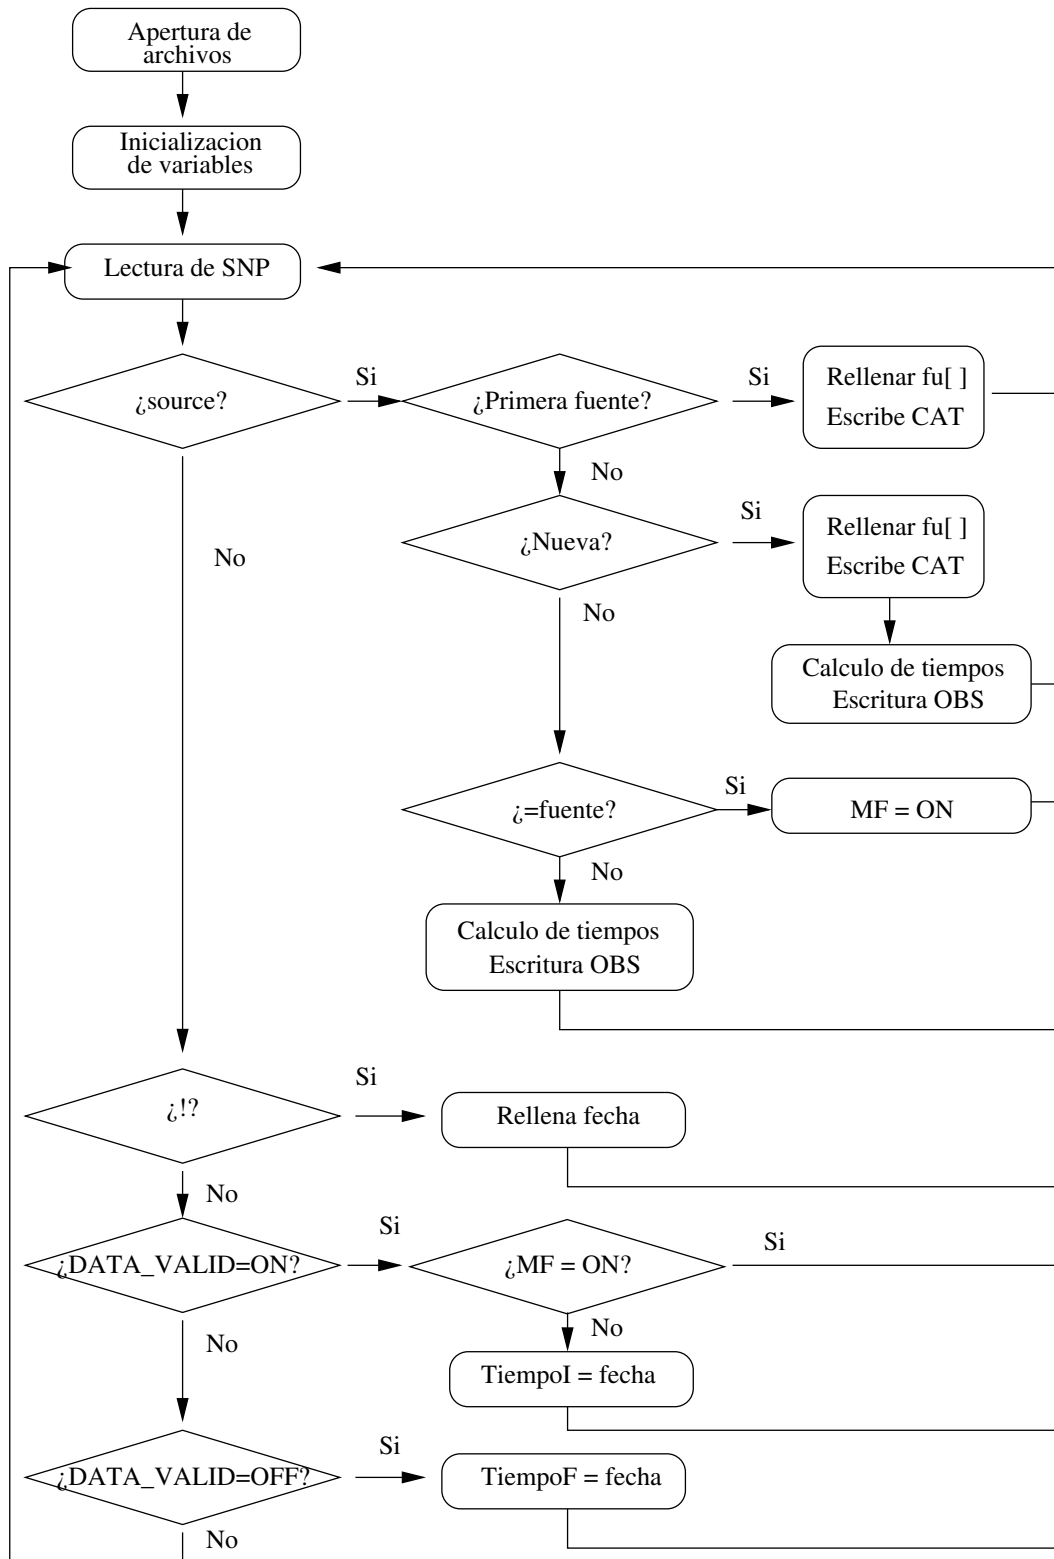 Apertura de
archivos
Inicializacion
de variables
Lectura de SNP
¿source?
Si
¿Primera fuente?
Si
Rellenar fu[ ]
Escribe CAT
No
¿Nueva?
Si
Rellenar fu[ ]
Escribe CAT
No
No
Calculo de tiempos
Escritura OBS
¿=fuente?
Si
MF = ON
No
Calculo de tiempos
Escritura OBS
¿!?
Si
Rellena fecha
No
¿DATA_VALID=ON?
Si
¿MF = ON?
Si
No
No
TiempoI = fecha
¿DATA_VALID=OFF?
Si
TiempoF = fecha
No